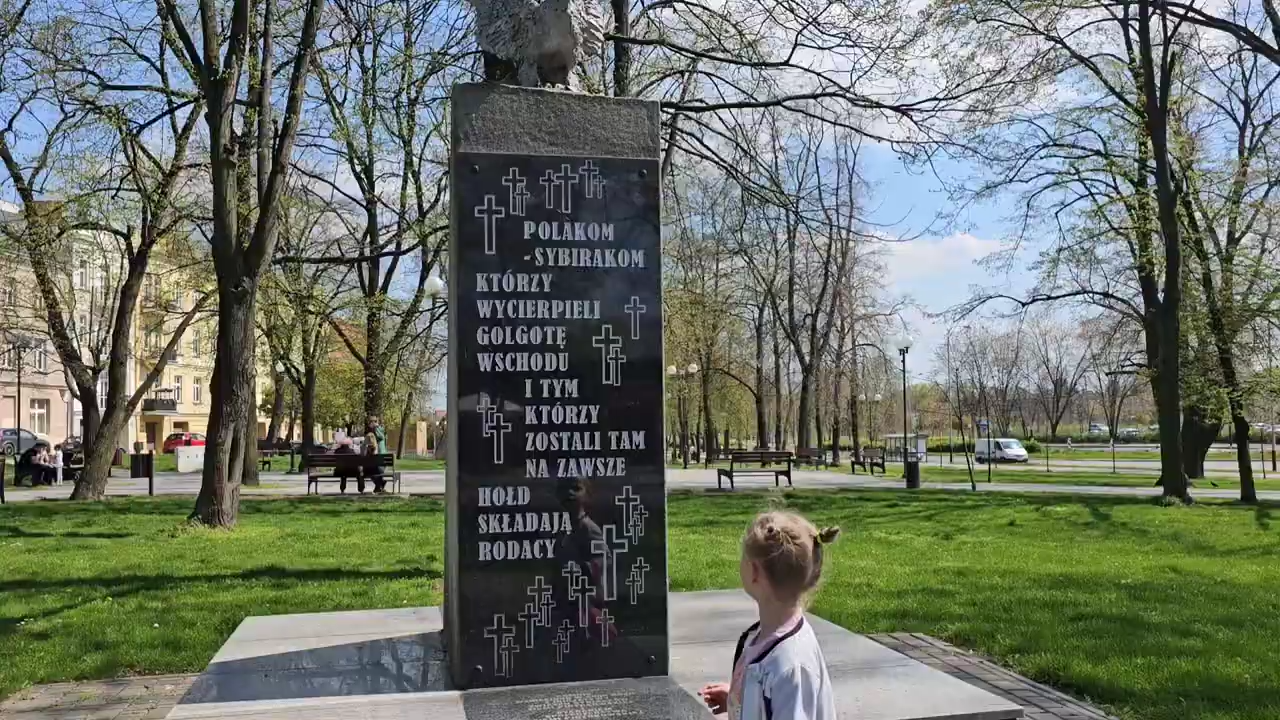 POLAKOM
-SYBIRAKOM
KTÓRZY
WYCIERPIELI
GOLGOTĘ
WSCHODU
I TYM
KTÓRZY
ZOSTALI TAM
NA ZAWSZE
HOŁD
SKŁADAJĄ
RODACY